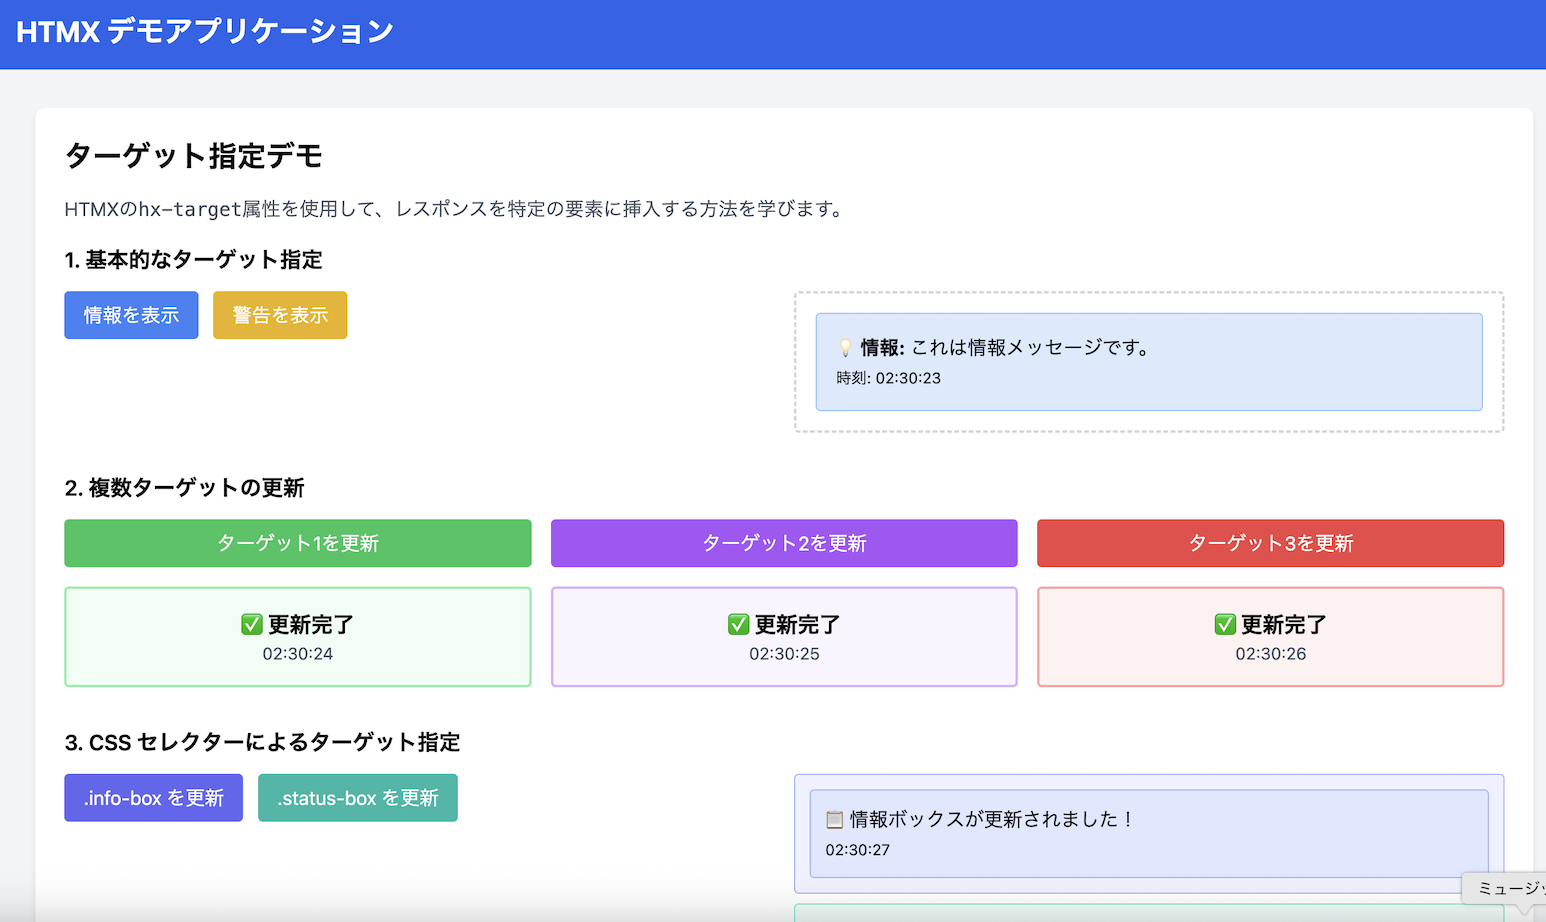 HTMX デモアプリケーション
ターゲット指定デモ
HTMXのhx-target属性を使用して、レスポンスを特定の要素に挿入する方法を学びます。
1. 基本的なターゲット指定
情報を表示
警告を表示
💡 情報: これは情報メッセージです。
時刻: 02:30:23
2. 複数ターゲットの更新
ターゲット1を更新
ターゲット2を更新
ターゲット3を更新
✅ 更新完了
02:30:24
✅ 更新完了
02:30:25
✅ 更新完了
02:30:26
3. CSS セレクターによるターゲット指定
.info-box を更新
.status-box を更新
📋 情報ボックスが更新されました！
02:30:27